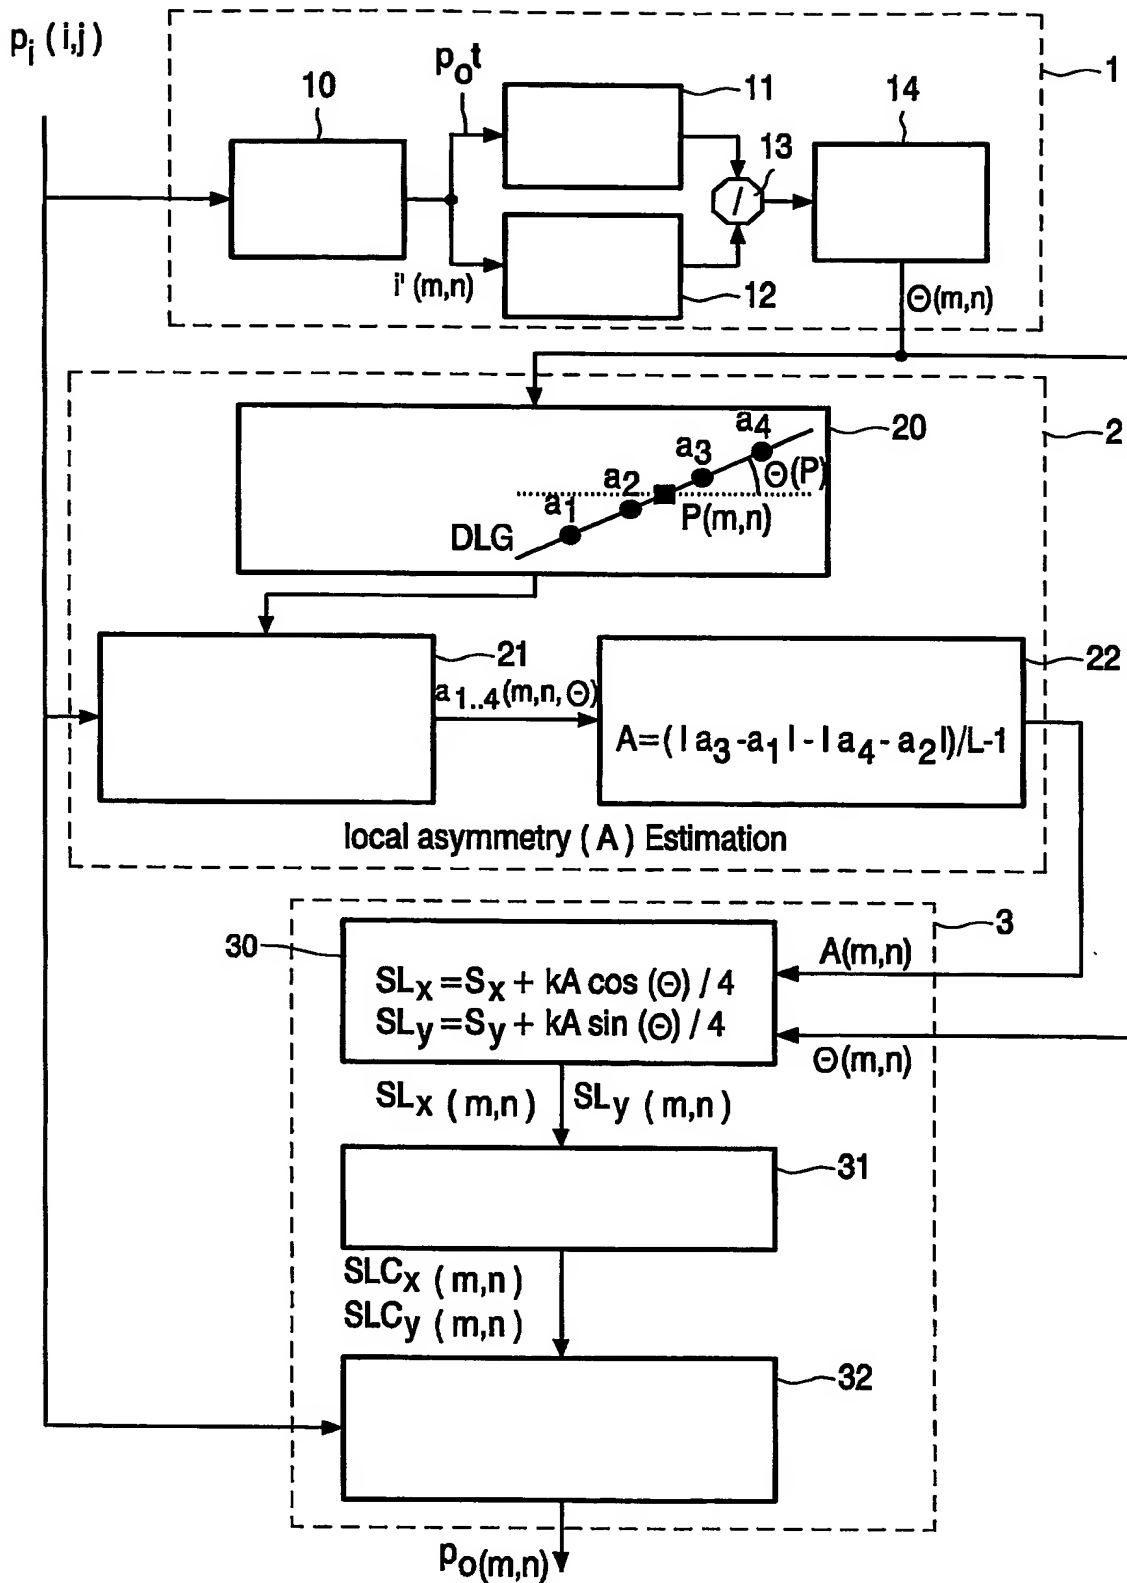 pᵢ (i,j)
1
10
pₒt
11
14
13
i' (m,n)
12
Θ(m,n)
2
20
a₄
a₃
Θ(P)
a₂
a₁
P(m,n)
DLG
21
22
a₁..₄(m,n,Θ)
A=(| a₃ -a₁ | - | a₄ - a₂|)/L-1
local asymmetry ( A ) Estimation
3
30
A(m,n)
SLₓ =Sₓ + kA cos (Θ) / 4
SLy =Sy + kA sin (Θ) / 4
Θ(m,n)
SLₓ (m,n) SLy (m,n)
31
SLCₓ (m,n)
SLCy (m,n)
32
pₒ(m,n)